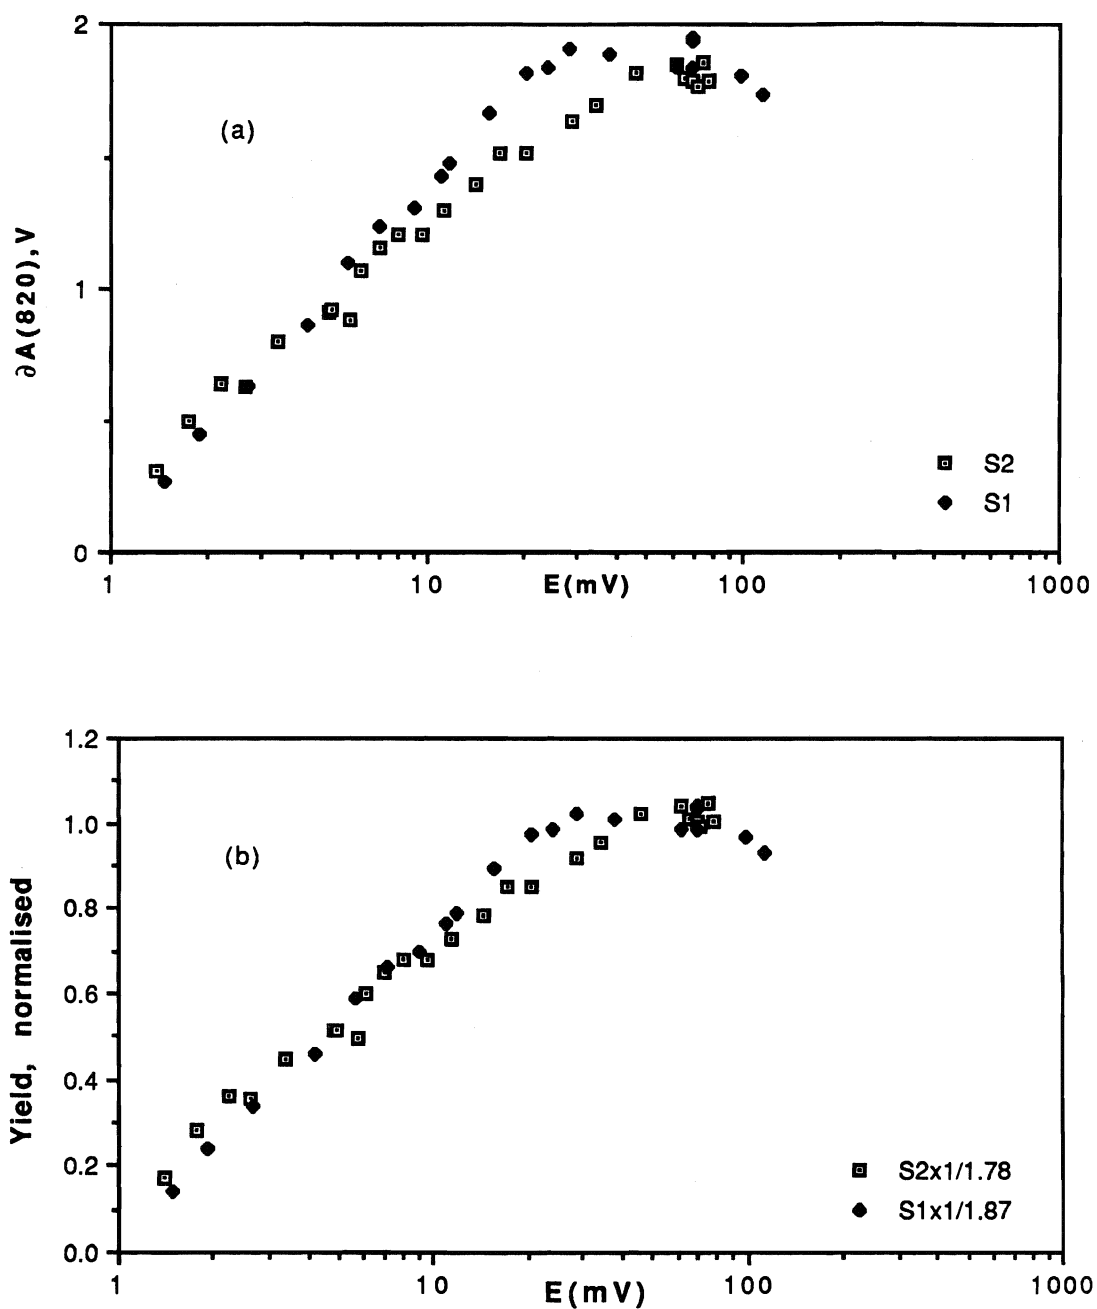 2
(a)
∂A(820),V
1
S2
S1
0
1 10 100 1000
E(mV)
1.2
1.0
(b)
0.8
Yield, normalised
0.6
0.4
0.2
S2x1/1.78
S1x1/1.87
0.0
1 10 100 1000
E(mV)